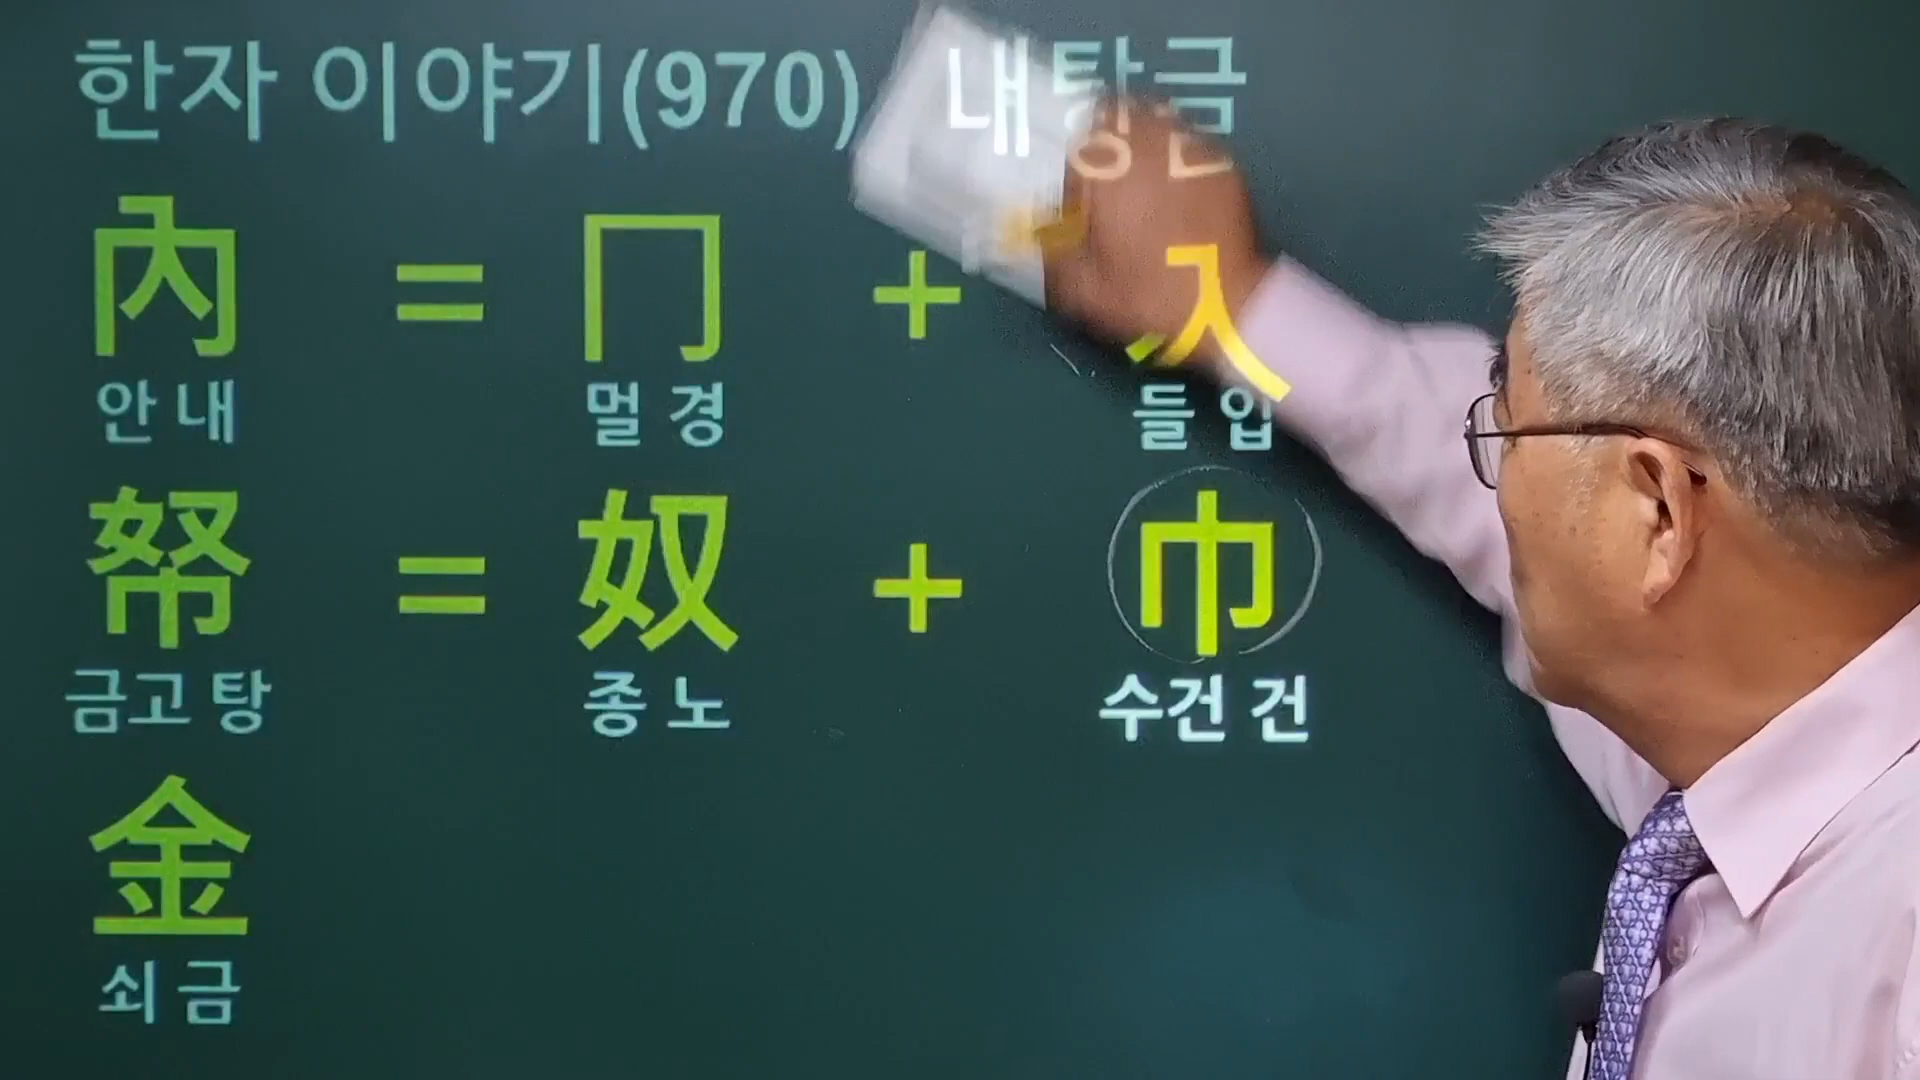 한자 이야기(970) 내탕금
內 = 冂 + 入
안 내 멀 경 들 입
帑 = 奴 + 巾
금고 탕 종 노 수건 건
金
쇠 금